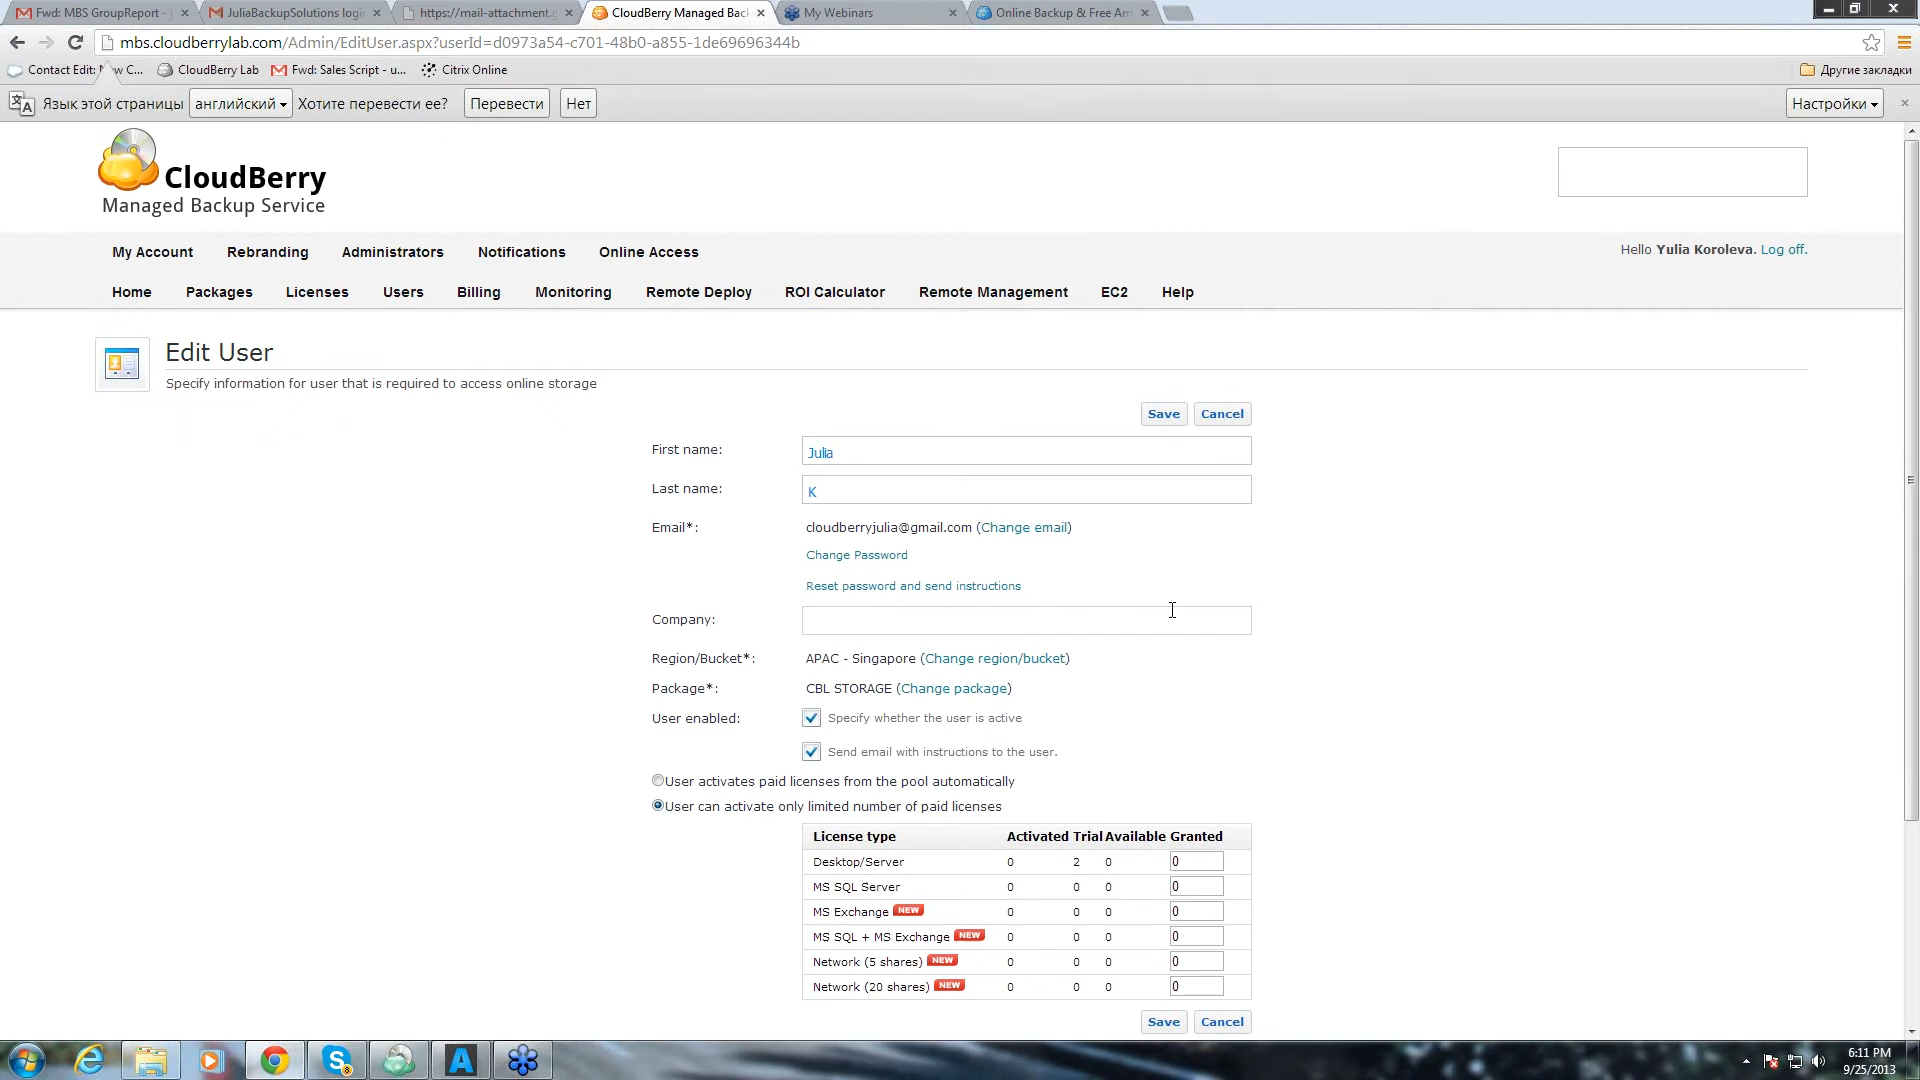 Fwd: MBS GroupReport - j
JuliaBackupSolutions login
https://mail-attachment.g
CloudBerry Managed Bac
My Webinars
Online Backup & Free Am
mbs.cloudberrylab.com/Admin/EditUser.aspx?userId=d0973a54-c701-48b0-a855-1de69696344b
Contact Edit: New C...
CloudBerry Lab
Fwd: Sales Script - u...
Citrix Online
Другие закладки
Язык этой страницы
английский
Хотите перевести ее?
Перевести
Нет
Настройки
CloudBerry
Managed Backup Service
My Account
Rebranding
Administrators
Notifications
Online Access
Hello Yulia Koroleva. Log off.
Home
Packages
Licenses
Users
Billing
Monitoring
Remote Deploy
ROI Calculator
Remote Management
EC2
Help
Edit User
Specify information for user that is required to access online storage
Save Cancel
First name: Julia
Last name: K
Email*: cloudberryjulia@gmail.com (Change email)
Change Password
Reset password and send instructions
Company:
Region/Bucket*: APAC - Singapore (Change region/bucket)
Package*: CBL STORAGE (Change package)
User enabled: Specify whether the user is active
Send email with instructions to the user.
User activates paid licenses from the pool automatically
User can activate only limited number of paid licenses
License type Activated Trial Available Granted
Desktop/Server 0 2 0 0
MS SQL Server 0 0 0 0
MS Exchange NEW 0 0 0 0
MS SQL + MS Exchange NEW 0 0 0 0
Network (5 shares) NEW 0 0 0 0
Network (20 shares) NEW 0 0 0 0
Save Cancel
6:11 PM
9/25/2013